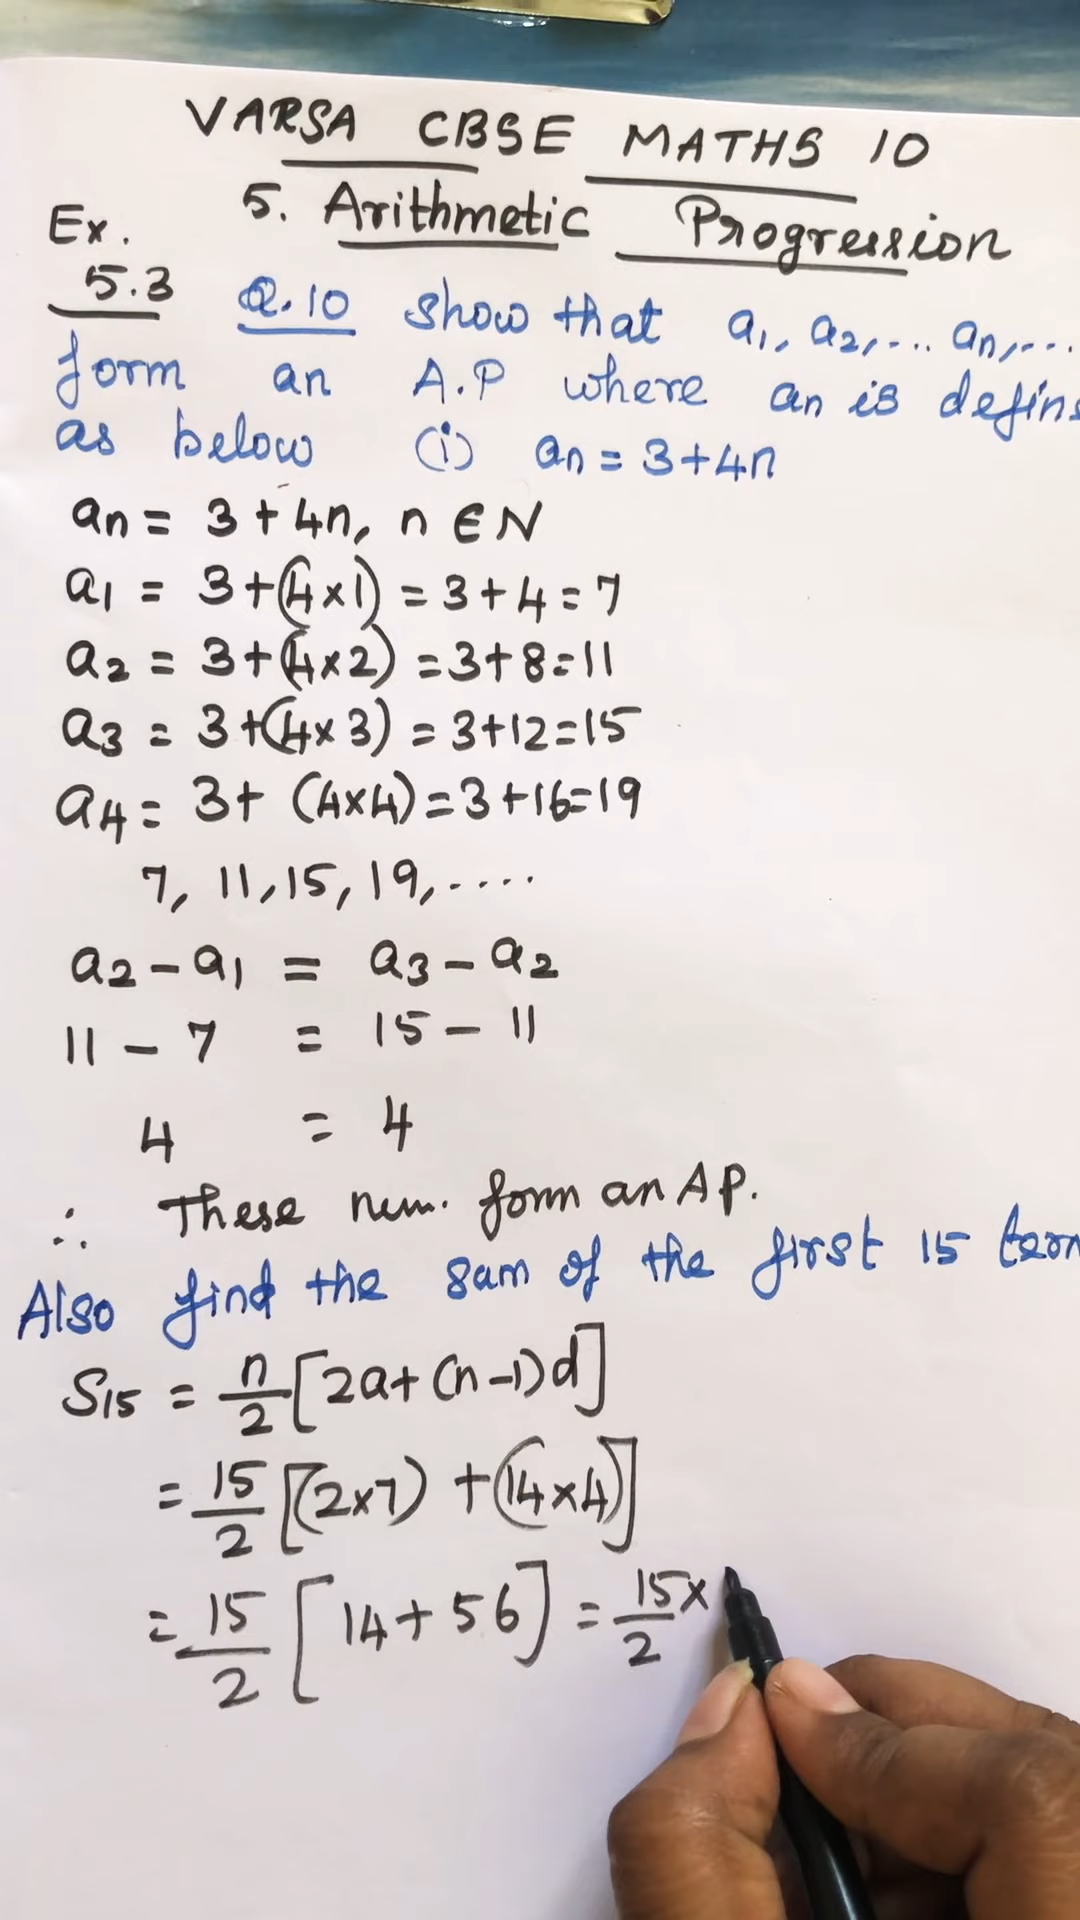 VARSA CBSE MATHS 10
5. Arithmetic Progression
Ex.
5.3 Q.10 show that a₁, a₂,... aₙ,...
form an A.P where aₙ is defin
as below (i) aₙ = 3+4n
aₙ = 3 + 4n, n ∈ N
a₁ = 3+(4×1) = 3+4=7
a₂ = 3+(4×2) =3+8=11
a₃ = 3+(4×3) = 3+12=15
a₄ = 3+ (4×4)=3+16=19
7, 11, 15, 19, ....
a₂-a₁ = a₃-a₂
11 - 7 = 15 - 11
4 = 4
∴ These num. form an AP.
Also find the sum of the first 15 term
S₁₅ = n/2 [2a+(n-1)d]
= 15/2 [(2×7) + (14×4)]
= 15/2 [14+56] = 15/2 ×